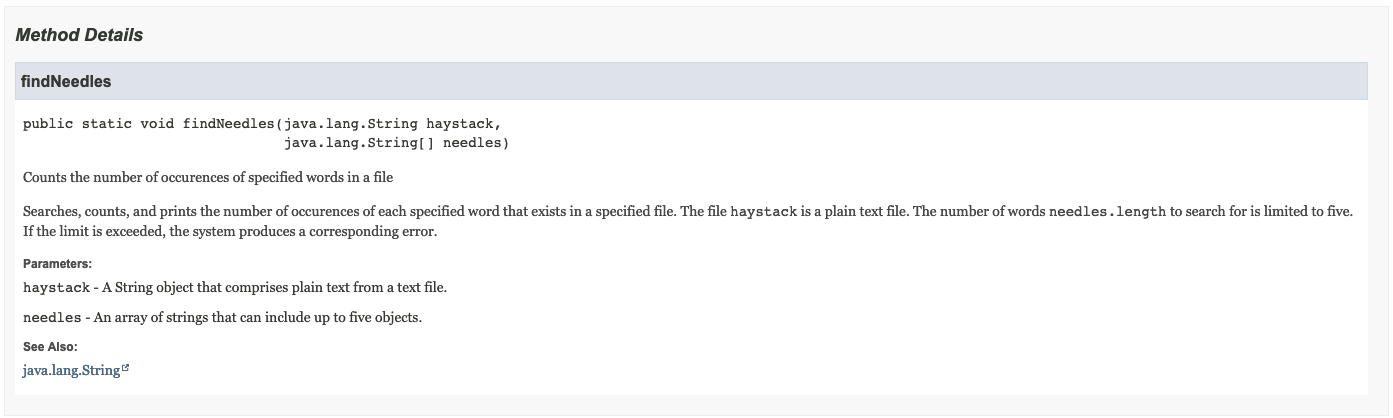 Method Details
findNeedles
public static void findNeedles(java.lang.String haystack,
java.lang.String[] needles)
Counts the number of occurences of specified words in a file
Searches, counts, and prints the number of occurences of each specified word that exists in a specified file. The file haystack is a plain text file. The number of words needles.length to search for is limited to five.
If the limit is exceeded, the system produces a corresponding error.
Parameters:
haystack - A String object that comprises plain text from a text file.
needles - An array of strings that can include up to five objects.
See Also:
java.lang.String